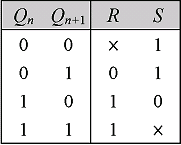 Qₙ Qₙ₊₁ R S
0 0 × 1
0 1 0 1
1 0 1 0
1 1 1 ×